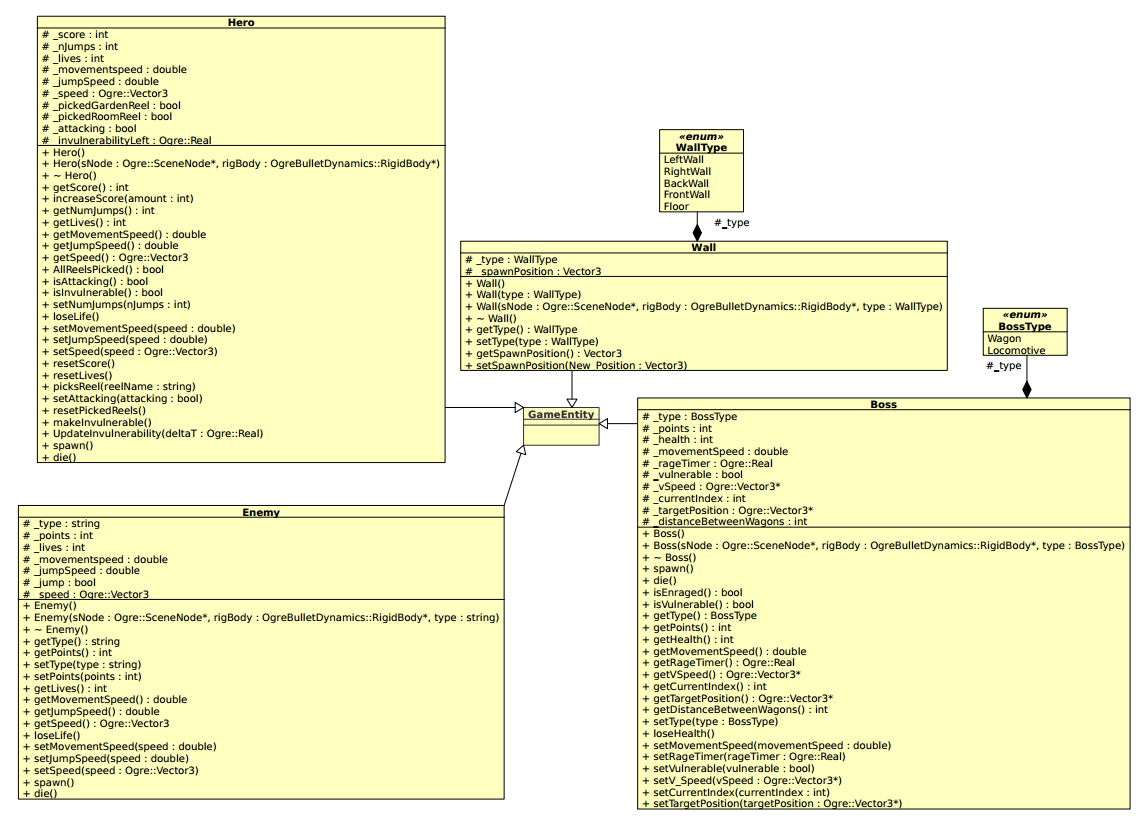 Hero
# _score : int
# _nJumps : int
# _lives : int
# _movementspeed : double
# _jumpSpeed : double
# _speed : Ogre::Vector3
# _pickedGardenReel : bool
# _pickedRoomReel : bool
# _attacking : bool
# _invulnerabilityLeft : Ogre::Real
+ Hero()
+ Hero(sNode : Ogre::SceneNode*, rigBody : OgreBulletDynamics::RigidBody*)
+ ~ Hero()
+ getScore() : int
+ increaseScore(amount : int)
+ getNumJumps() : int
+ getLives() : int
+ getMovementSpeed() : double
+ getJumpSpeed() : double
+ getSpeed() : Ogre::Vector3
+ AllReelsPicked() : bool
+ isAttacking() : bool
+ isInvulnerable() : bool
+ setNumJumps(nJumps : int)
+ loseLife()
+ setMovementSpeed(speed : double)
+ setJumpSpeed(speed : double)
+ setSpeed(speed : Ogre::Vector3)
+ resetScore()
+ resetLives()
+ picksReel(reelName : string)
+ setAttacking(attacking : bool)
+ resetPickedReels()
+ makeInvulnerable()
+ UpdateInvulnerability(deltaT : Ogre::Real)
+ spawn()
+ die()
«enum»
WallType
LeftWall
RightWall
BackWall
FrontWall
Floor
#_type
Wall
# _type : WallType
# _spawnPosition : Vector3
+ Wall()
+ Wall(type : WallType)
+ Wall(sNode : Ogre::SceneNode*, rigBody : OgreBulletDynamics::RigidBody*, type : WallType)
+ ~ Wall()
+ getType() : WallType
+ setType(type : WallType)
+ getSpawnPosition() : Vector3
+ setSpawnPosition(New_Position : Vector3)
«enum»
BossType
Wagon
Locomotive
#_type
GameEntity
Boss
# _type : BossType
# _points : int
# _health : int
# _movementSpeed : double
# _rageTimer : Ogre::Real
# _vulnerable : bool
# _vSpeed : Ogre::Vector3*
# _currentIndex : int
# _targetPosition : Ogre::Vector3*
# _distanceBetweenWagons : int
+ Boss()
+ Boss(sNode : Ogre::SceneNode*, rigBody : OgreBulletDynamics::RigidBody*, type : BossType)
+ ~ Boss()
+ spawn()
+ die()
+ isEnraged() : bool
+ isVulnerable() : bool
+ getType() : BossType
+ getPoints() : int
+ getHealth() : int
+ getMovementSpeed() : double
+ getRageTimer() : Ogre::Real
+ getVSpeed() : Ogre::Vector3*
+ getCurrentIndex() : int
+ getTargetPosition() : Ogre::Vector3*
+ getDistanceBetweenWagons() : int
+ setType(type : BossType)
+ loseHealth()
+ setMovementSpeed(movementSpeed : double)
+ setRageTimer(rageTimer : Ogre::Real)
+ setVulnerable(vulnerable : bool)
+ setV_Speed(vSpeed : Ogre::Vector3*)
+ setCurrentIndex(currentIndex : int)
+ setTargetPosition(targetPosition : Ogre::Vector3*)
Enemy
# _type : string
# _points : int
# _lives : int
# _movementspeed : double
# _jumpSpeed : double
# _jump : bool
# _speed : Ogre::Vector3
+ Enemy()
+ Enemy(sNode : Ogre::SceneNode*, rigBody : OgreBulletDynamics::RigidBody*, type : string)
+ ~ Enemy()
+ getType() : string
+ getPoints() : int
+ setType(type : string)
+ setPoints(points : int)
+ getLives() : int
+ getMovementSpeed() : double
+ getJumpSpeed() : double
+ getSpeed() : Ogre::Vector3
+ loseLife()
+ setMovementSpeed(speed : double)
+ setJumpSpeed(speed : double)
+ setSpeed(speed : Ogre::Vector3)
+ spawn()
+ die()